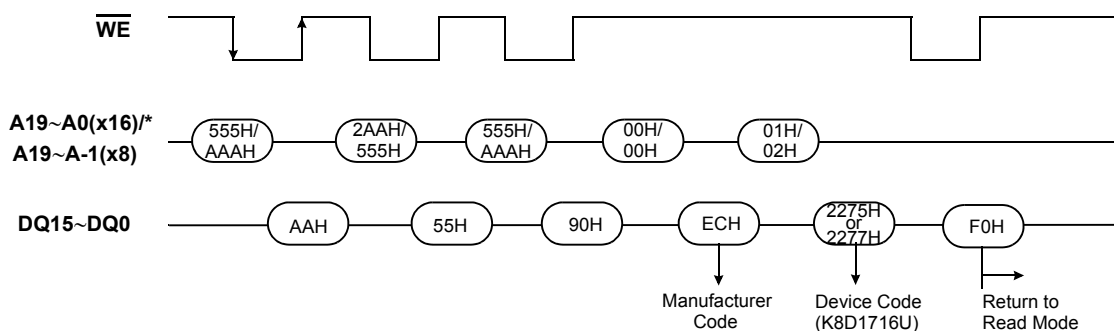 WE
A19~A0(x16)/*
A19~A-1(x8)
555H/
AAAH
2AAH/
555H
555H/
AAAH
00H/
00H
01H/
02H
DQ15~DQ0
AAH
55H
90H
ECH
2275H
or
2277H
F0H
Manufacturer
Code
Device Code
(K8D1716U)
Return to
Read Mode